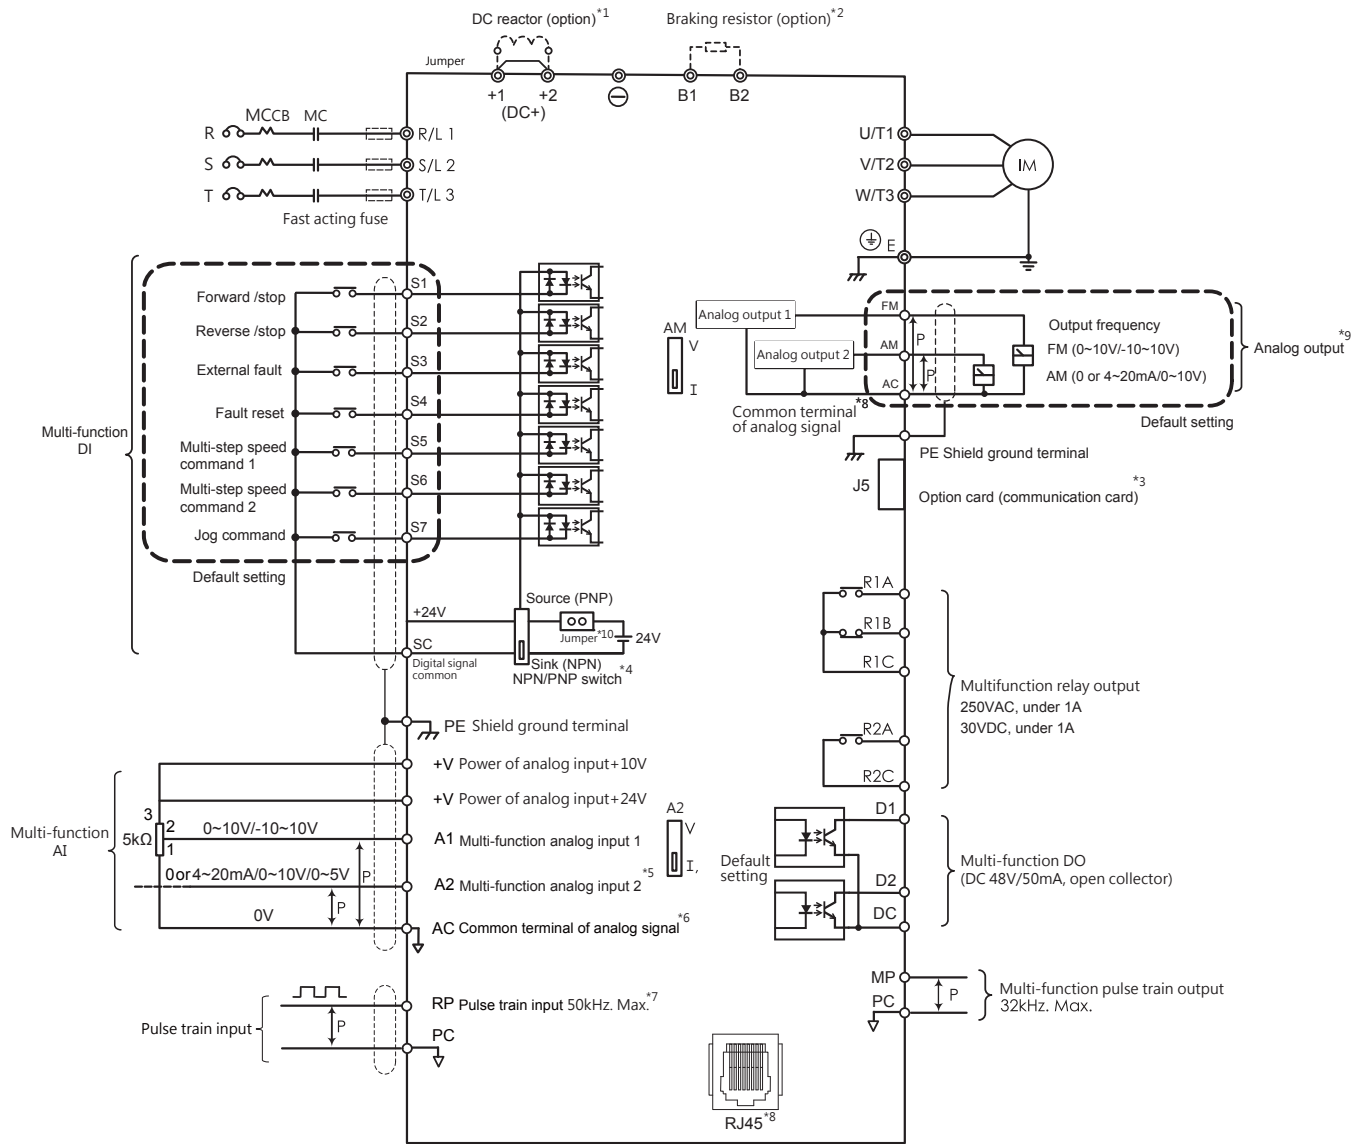 DC reactor (option)*1
Braking resistor (option)*2
Jumper
+1
+2
(DC+)
B1
B2
R
MCCB
MC
R/L 1
S
S/L 2
T
T/L 3
Fast acting fuse
U/T1
V/T2
W/T3
IM
E
Multi-function
DI
Forward /stop
S1
Reverse /stop
S2
External fault
S3
Fault reset
S4
Multi-step speed
command 1
S5
Multi-step speed
command 2
S6
Jog command
S7
Default setting
+24V
SC
Digital signal
common
Source (PNP)
Jumper*10
24V
Sink (NPN)
NPN/PNP switch*4
AM
V
I
Analog output 1
Analog output 2
FM
AM
AC
P
P
Output frequency
FM (0~10V/-10~10V)
AM (0 or 4~20mA/0~10V)
Analog output*9
Common terminal*8
of analog signal
Default setting
PE Shield ground terminal
J5
Option card (communication card)*3
R1A
R1B
R1C
R2A
R2C
Multifunction relay output
250VAC, under 1A
30VDC, under 1A
PE Shield ground terminal
+V Power of analog input+10V
+V Power of analog input+24V
Multi-function
AI
3
2
1
5kΩ
0~10V/-10~10V
A1 Multi-function analog input 1
0or4~20mA/0~10V/0~5V
P
A2 Multi-function analog input 2*5
P
0V
AC Common terminal of analog signal*6
A2
V
I,
Default
setting
D1
D2
DC
Multi-function DO
(DC 48V/50mA, open collector)
MP
P
PC
Multi-function pulse train output
32kHz. Max.
Pulse train input
P
RP Pulse train input 50kHz. Max.*7
PC
RJ45*8